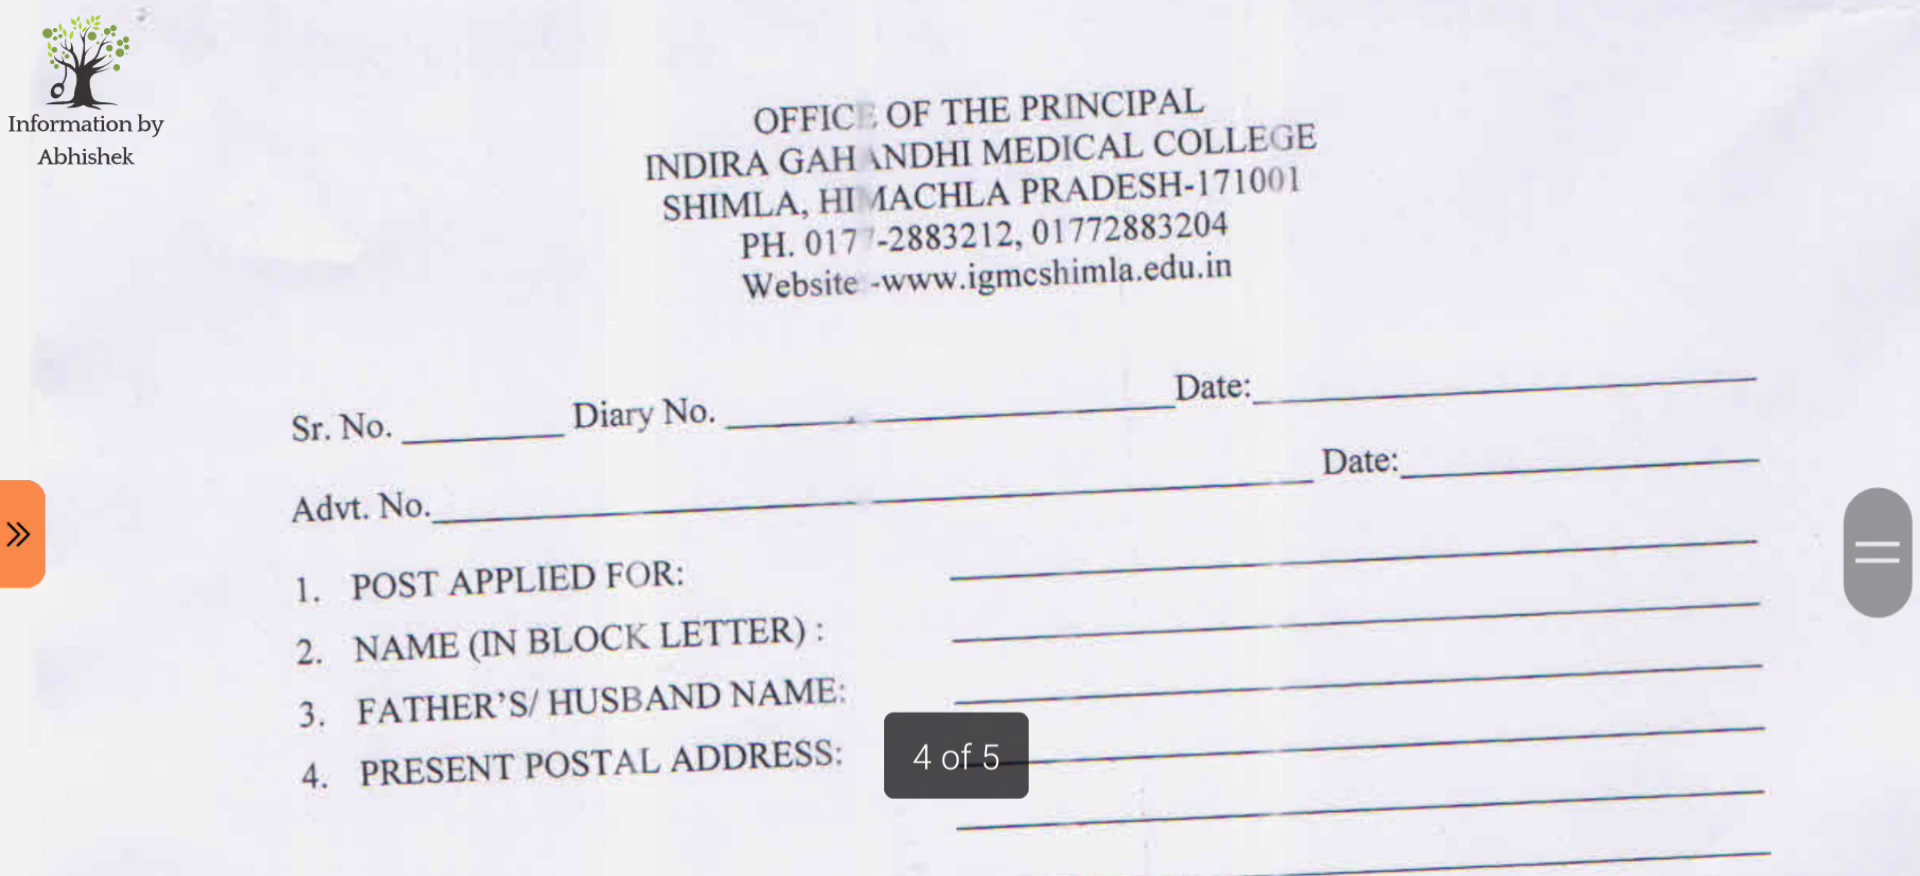 Information by
Abhishek
OFFICE OF THE PRINCIPAL
INDIRA GAHANDHI MEDICAL COLLEGE
SHIMLA, HIMACHLA PRADESH-171001
PH. 0177-2883212, 01772883204
Website:-www.igmcshimla.edu.in
Sr. No. Diary No. Date:
Advt. No. Date:
1. POST APPLIED FOR:
2. NAME (IN BLOCK LETTER) :
3. FATHER'S/ HUSBAND NAME:
4. PRESENT POSTAL ADDRESS:
4 of 5